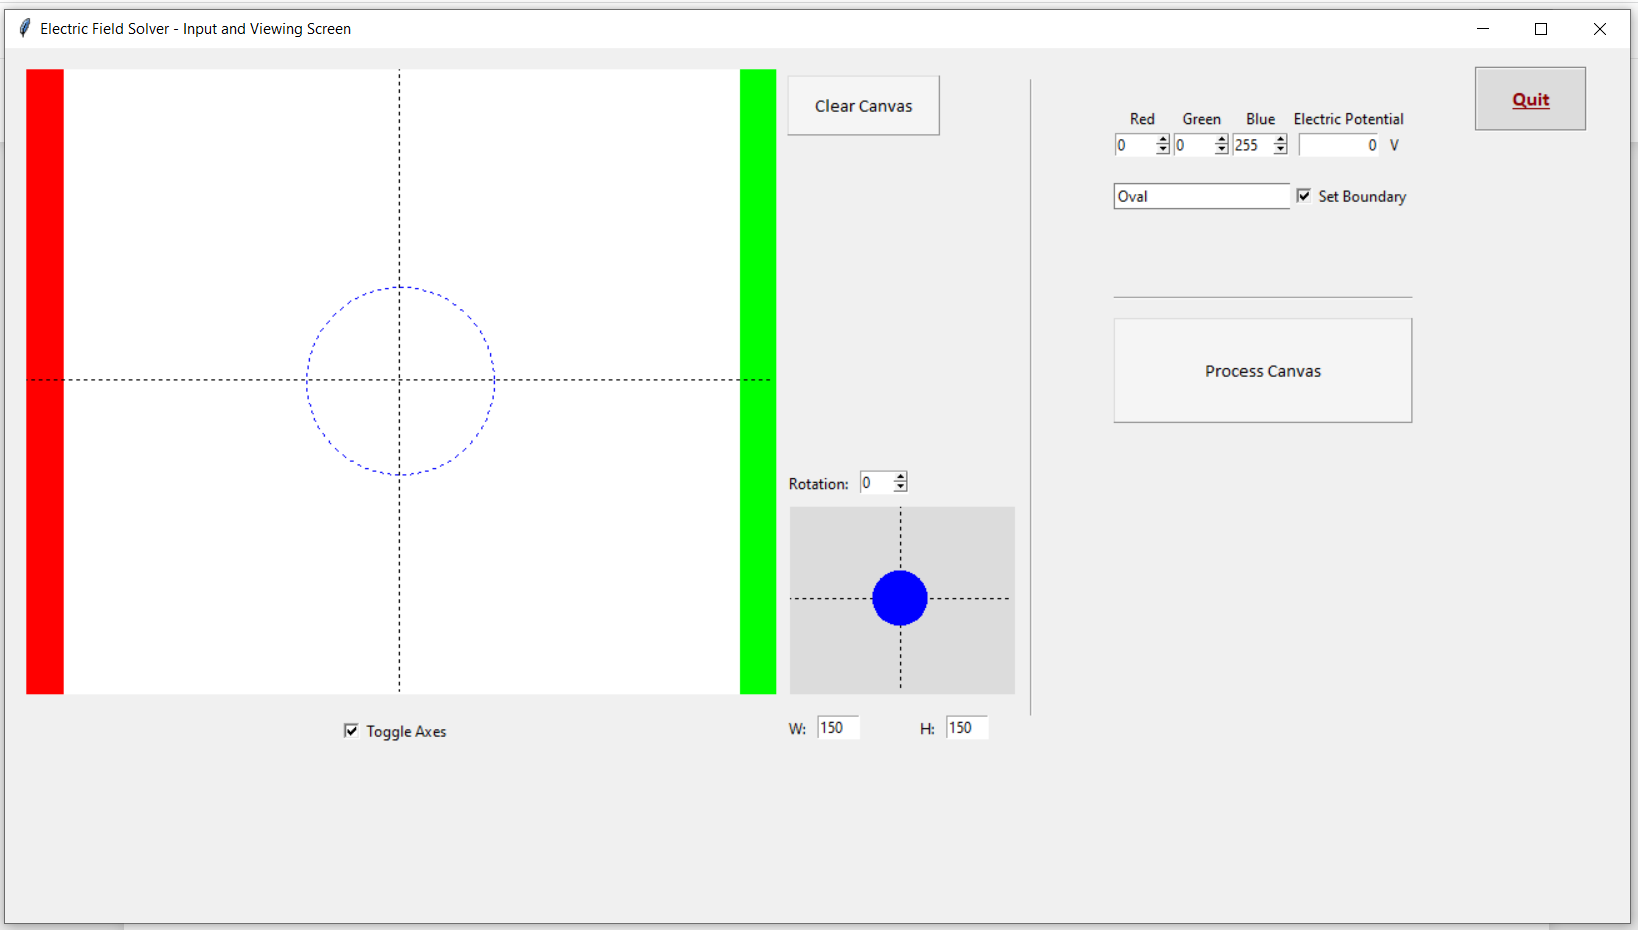 Electric Field Solver - Input and Viewing Screen
Clear Canvas
Quit
Red Green Blue Electric Potential
0 0 255 0 V
Oval Set Boundary
Process Canvas
Rotation: 0
W: 150 H: 150
Toggle Axes